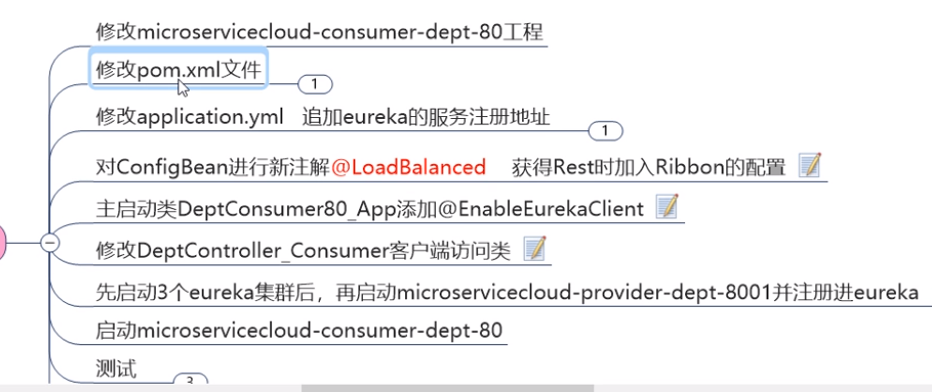 修改microservicecloud-consumer-dept-80工程
修改pom.xml文件
1
修改application.yml 追加eureka的服务注册地址
1
对ConfigBean进行新注解@LoadBalanced 获得Rest时加入Ribbon的配置
主启动类DeptConsumer80_App添加@EnableEurekaClient
修改DeptController_Consumer客户端访问类
先启动3个eureka集群后，再启动microservicecloud-provider-dept-8001并注册进eureka
启动microservicecloud-consumer-dept-80
测试
3